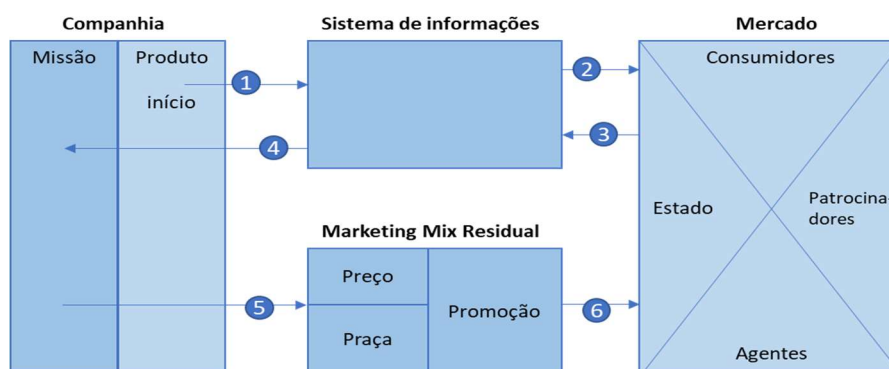 Companhia
Sistema de informações
Mercado
Missão
Produto
início
1
2
3
4
Consumidores
Estado
Patrocina-
dores
Agentes
Marketing Mix Residual
Preço
Praça
Promoção
5
6